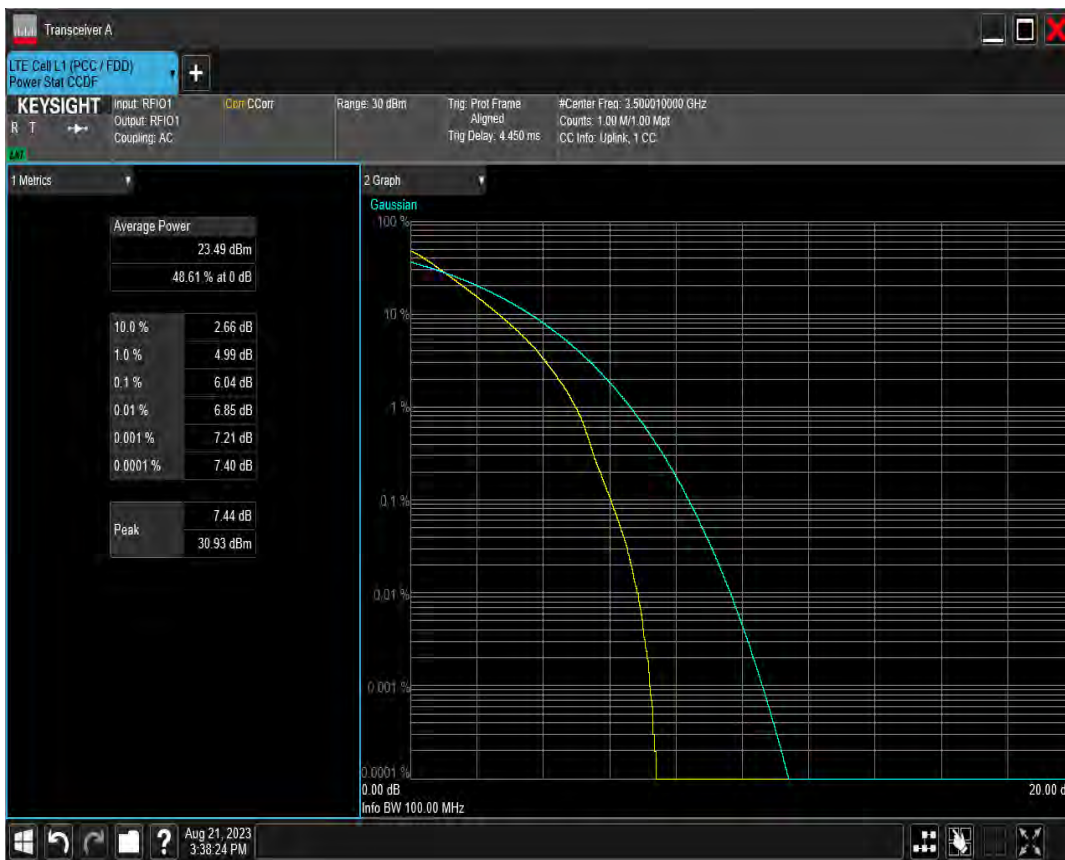 Transceiver A
LTE Cell L1 (PCC / FDD)
Power Stat CCDF
+
KEYSIGHT
R T
LXI
Input: RFIO1
Output: RFIO1
Coupling: AC
Corr CCorr
Range: 30 dBm
Trig: Prot Frame
Aligned
Trig Delay: 4.450 ms
#Center Freq: 3.500010000 GHz
Counts: 1.00 M/1.00 Mpt
CC Info: Uplink, 1 CC
1 Metrics
Average Power
23.49 dBm
48.61 % at 0 dB
10.0 % 2.66 dB
1.0 % 4.99 dB
0.1 % 6.04 dB
0.01 % 6.85 dB
0.001 % 7.21 dB
0.0001 % 7.40 dB
Peak
7.44 dB
30.93 dBm
2 Graph
Gaussian
100 %
10 %
1 %
0.1 %
0.01 %
0.001 %
0.0001 %
0.00 dB
20.00 d
Info BW 100.00 MHz
?
Aug 21, 2023
3:38:24 PM